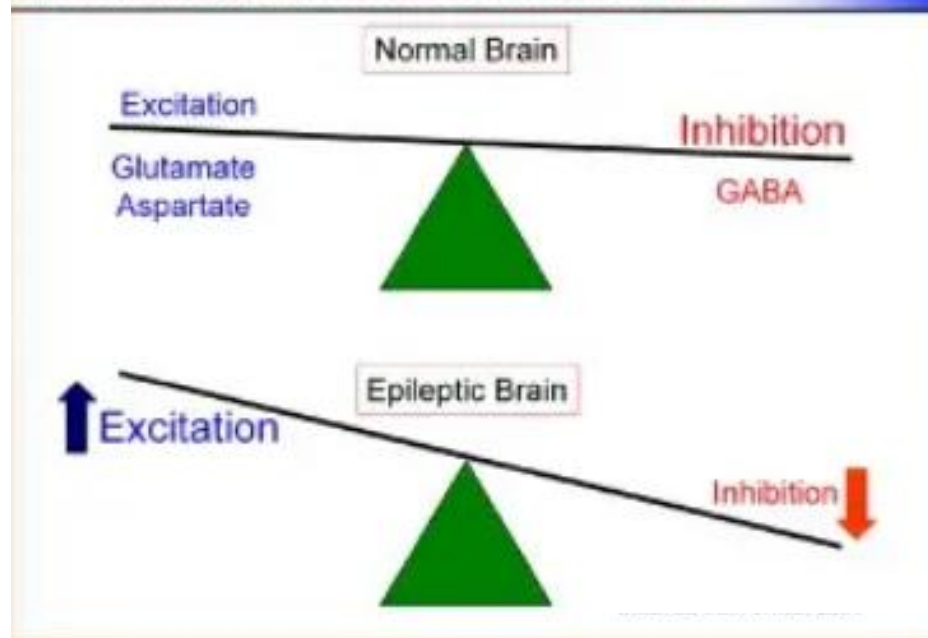 Normal Brain
Excitation
Inhibition
Glutamate
Aspartate
GABA
Epileptic Brain
Excitation
Inhibition